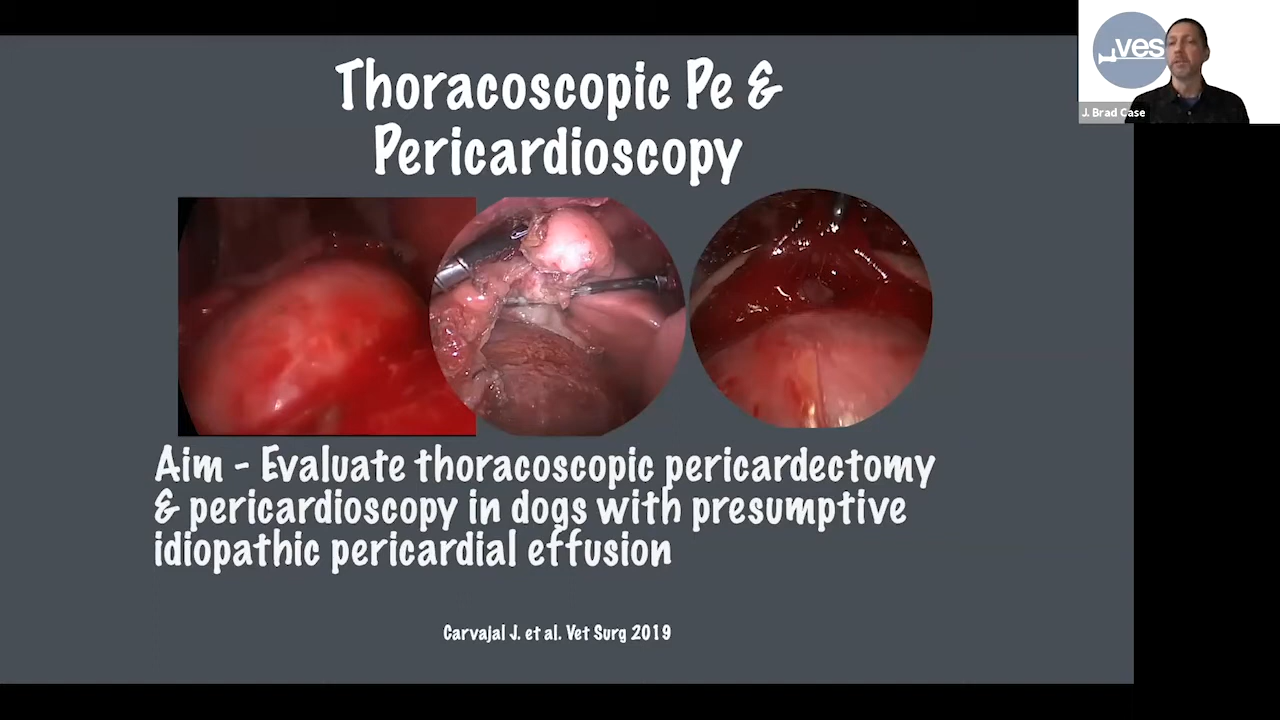 Thoracoscopic Pe &
Pericardioscopy
Aim - Evaluate thoracoscopic pericardectomy
& pericardioscopy in dogs with presumptive
idiopathic pericardial effusion
Carvajal J. et al. Vet Surg 2019
ves
J. Brad Case